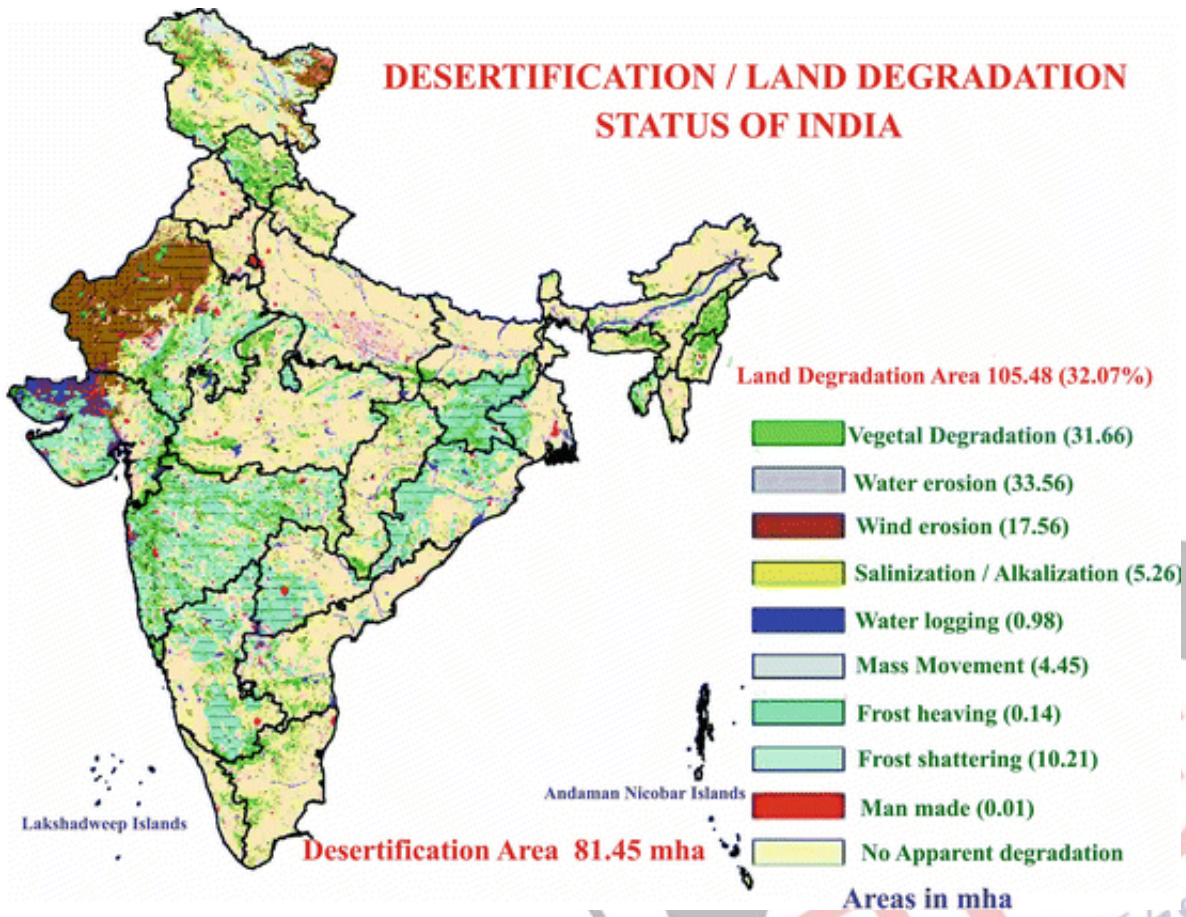 DESERTIFICATION / LAND DEGRADATION
STATUS OF INDIA
Land Degradation Area 105.48 (32.07%)
Vegetal Degradation (31.66)
Water erosion (33.56)
Wind erosion (17.56)
Salinization / Alkalization (5.26)
Water logging (0.98)
Mass Movement (4.45)
Frost heaving (0.14)
Frost shattering (10.21)
Man made (0.01)
No Apparent degradation
Areas in mha
Andaman Nicobar Islands
Lakshadweep Islands
Desertification Area 81.45 mha